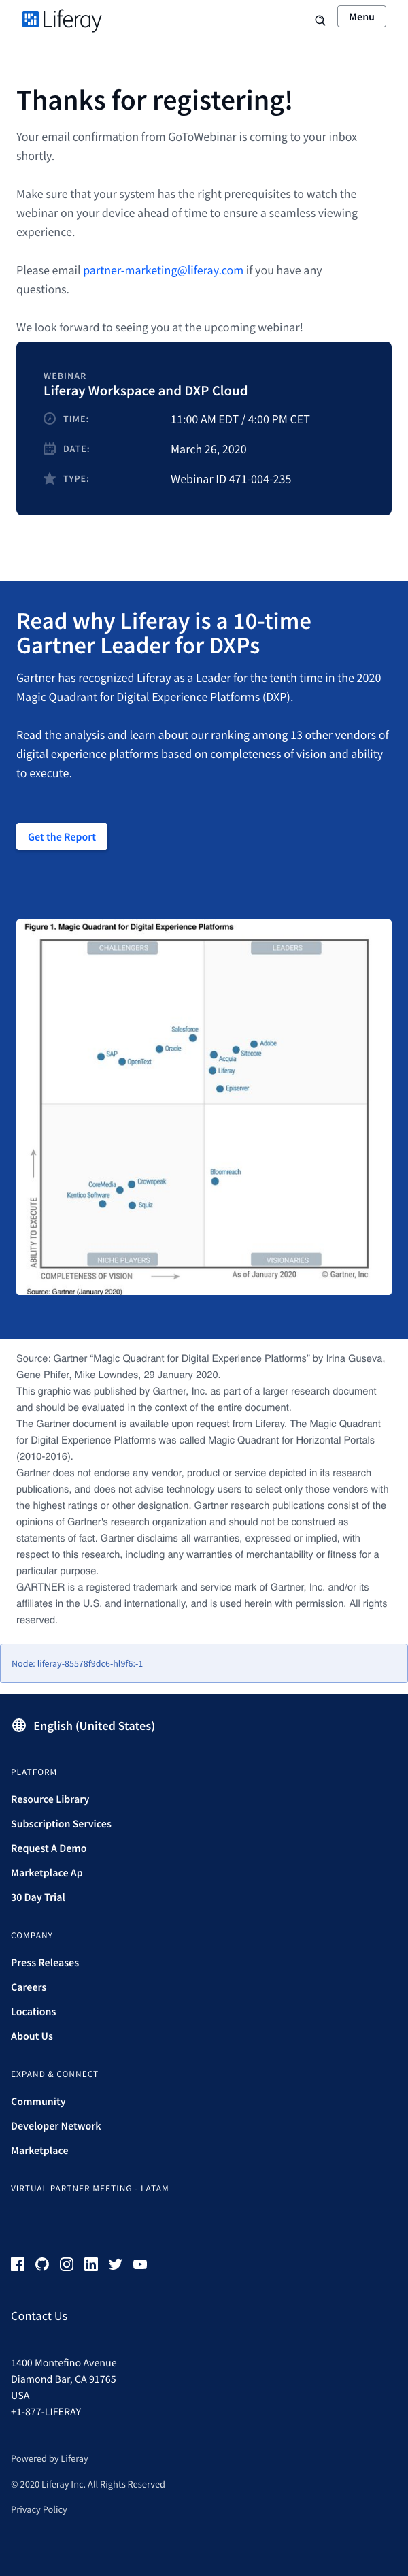 Liferay
Menu
Thanks for registering!
Your email confirmation from GoToWebinar is coming to your inbox
shortly.
Make sure that your system has the right prerequisites to watch the
webinar on your device ahead of time to ensure a seamless viewing
experience.
Please email partner-marketing@liferay.com if you have any
questions.
We look forward to seeing you at the upcoming webinar!
WEBINAR
Liferay Workspace and DXP Cloud
TIME: 11:00 AM EDT / 4:00 PM CET
DATE: March 26, 2020
TYPE: Webinar ID 471-004-235
Read why Liferay is a 10-time
Gartner Leader for DXPs
Gartner has recognized Liferay as a Leader for the tenth time in the 2020
Magic Quadrant for Digital Experience Platforms (DXP).
Read the analysis and learn about our ranking among 13 other vendors of
digital experience platforms based on completeness of vision and ability
to execute.
Get the Report
Figure 1. Magic Quadrant for Digital Experience Platforms
CHALLENGERS
LEADERS
Salesforce
Adobe
Oracle
Sitecore
SAP
Acquia
OpenText
Liferay
Episerver
Bloomreach
CoreMedia
Crownpeak
Kentico Software
Squiz
ABILITY TO EXECUTE
NICHE PLAYERS
VISIONARIES
COMPLETENESS OF VISION
As of January 2020
© Gartner, Inc
Source: Gartner (January 2020)
Source: Gartner “Magic Quadrant for Digital Experience Platforms” by Irina Guseva,
Gene Phifer, Mike Lowndes, 29 January 2020.
This graphic was published by Gartner, Inc. as part of a larger research document
and should be evaluated in the context of the entire document.
The Gartner document is available upon request from Liferay. The Magic Quadrant
for Digital Experience Platforms was called Magic Quadrant for Horizontal Portals
(2010-2016).
Gartner does not endorse any vendor, product or service depicted in its research
publications, and does not advise technology users to select only those vendors with
the highest ratings or other designation. Gartner research publications consist of the
opinions of Gartner's research organization and should not be construed as
statements of fact. Gartner disclaims all warranties, expressed or implied, with
respect to this research, including any warranties of merchantability or fitness for a
particular purpose.
GARTNER is a registered trademark and service mark of Gartner, Inc. and/or its
affiliates in the U.S. and internationally, and is used herein with permission. All rights
reserved.
Node: liferay-85578f9dc6-hl9f6:-1
English (United States)
PLATFORM
Resource Library
Subscription Services
Request A Demo
Marketplace Ap
30 Day Trial
COMPANY
Press Releases
Careers
Locations
About Us
EXPAND & CONNECT
Community
Developer Network
Marketplace
VIRTUAL PARTNER MEETING - LATAM
Contact Us
1400 Montefino Avenue
Diamond Bar, CA 91765
USA
+1-877-LIFERAY
Powered by Liferay
© 2020 Liferay Inc. All Rights Reserved
Privacy Policy